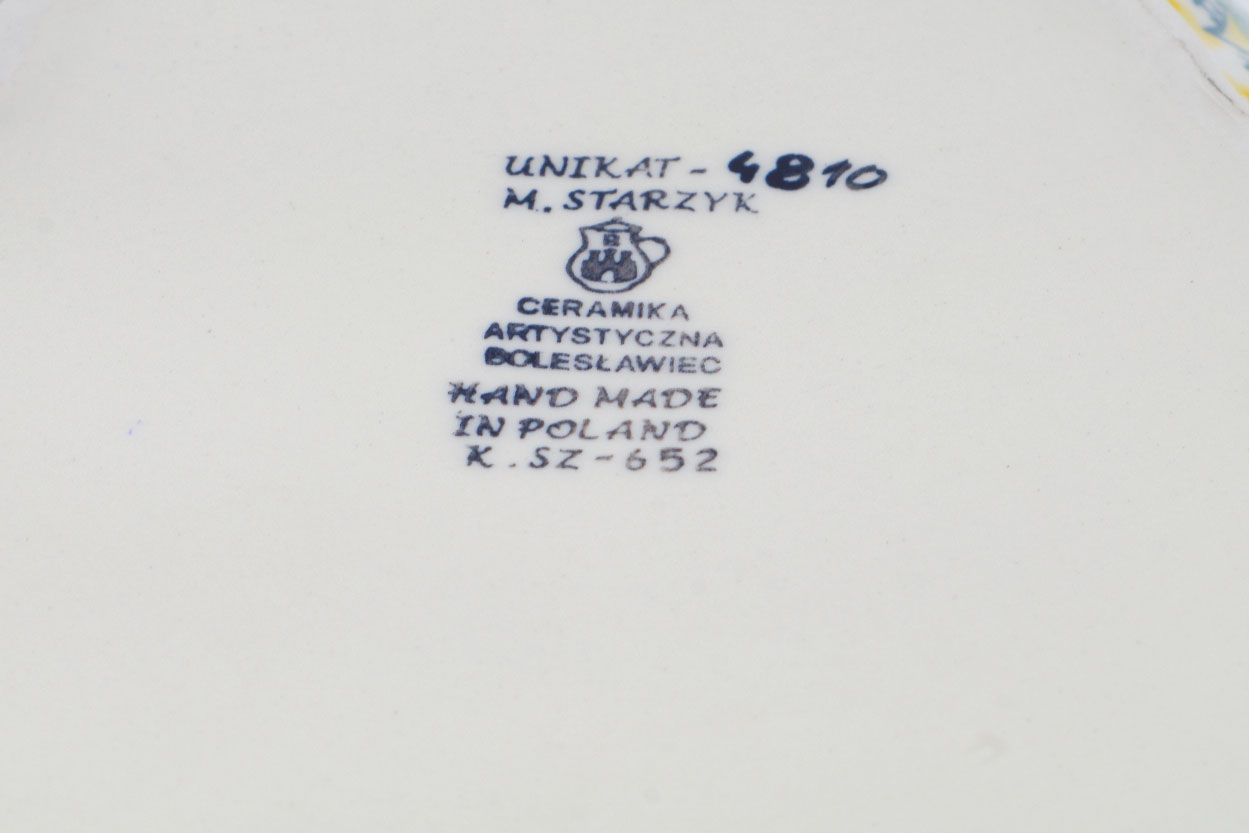 UNIKAT - 4810
M. STARZYK
CERAMIKA
ARTYSTYCZNA
BOLESŁAWIEC
HAND MADE
IN POLAND
K. SZ-652